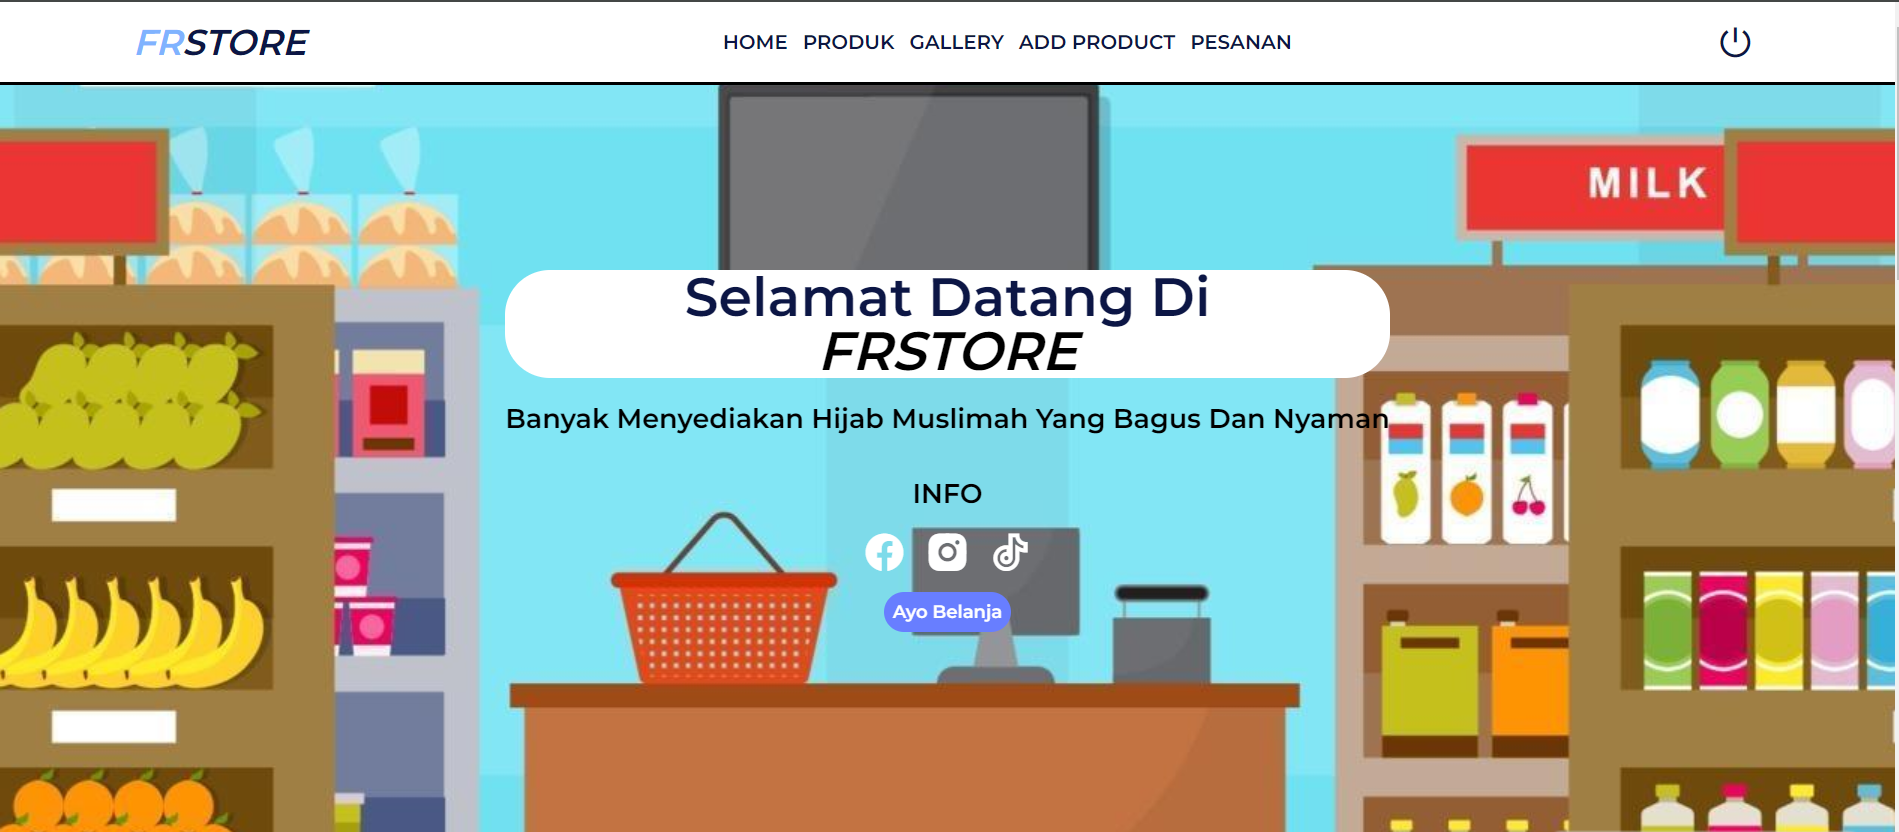 FRSTORE
HOME PRODUK GALLERY ADD PRODUCT PESANAN
MILK
Selamat Datang Di
FRSTORE
Banyak Menyediakan Hijab Muslimah Yang Bagus Dan Nyaman
INFO
Ayo Belanja